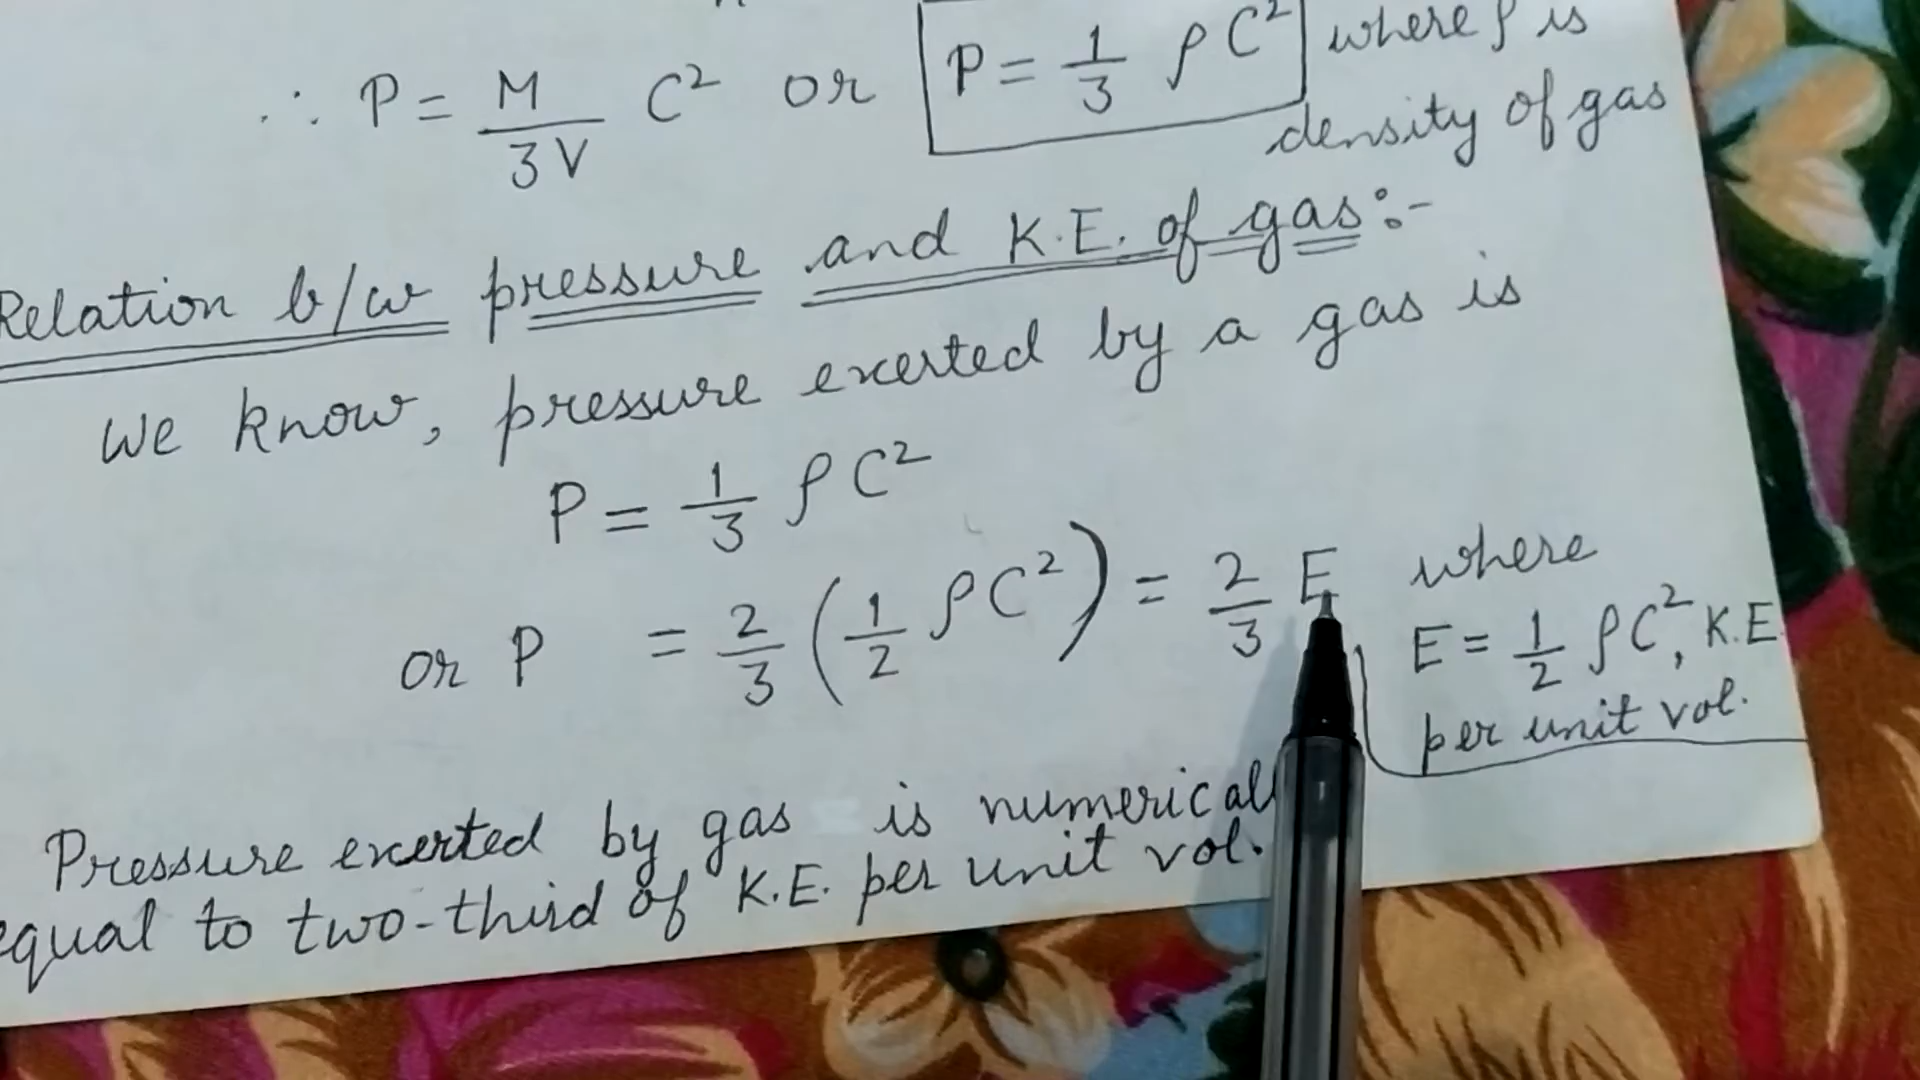 ∴ P = M/3V C² or P = 1/3 ρ C² where ρ is
density of gas
Relation b/w pressure and K.E. of gas:-
We know, pressure exerted by a gas is
P = 1/3 ρ C²
or P = 2/3 (1/2 ρ C²) = 2/3 E where
E = 1/2 ρ C², K.E.
per unit vol.
Pressure exerted by gas is numericall
equal to two-third of K.E. per unit vol.